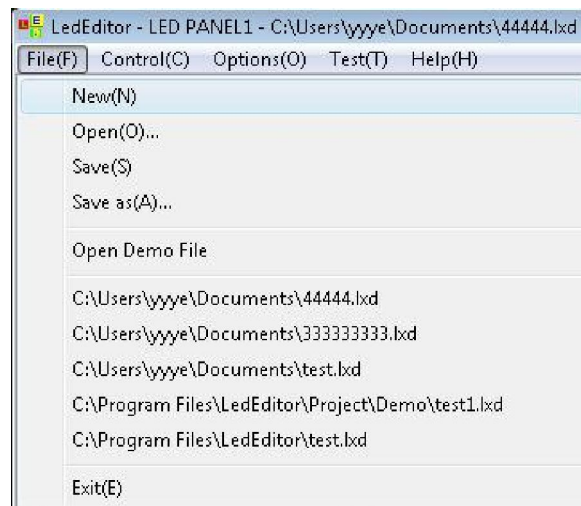 LedEditor - LED PANEL1 - C:\Users\yyye\Documents\44444.lxd
File(F) Control(C) Options(O) Test(T) Help(H)
New(N)
Open(O)...
Save(S)
Save as(A)...
Open Demo File
C:\Users\yyye\Documents\44444.lxd
C:\Users\yyye\Documents\333333333.lxd
C:\Users\yyye\Documents\test.lxd
C:\Program Files\LedEditor\Project\Demo\test1.lxd
C:\Program Files\LedEditor\test.lxd
Exit(E)